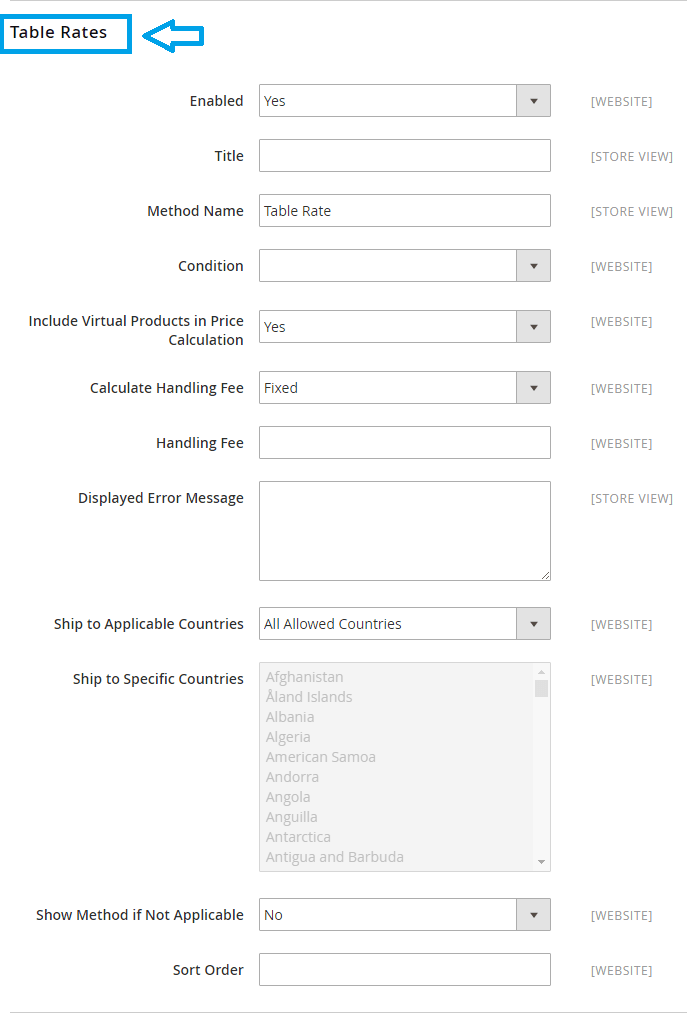 Table Rates
Enabled Yes [WEBSITE]
Title [STORE VIEW]
Method Name Table Rate [STORE VIEW]
Condition [WEBSITE]
Include Virtual Products in Price
Calculation Yes [WEBSITE]
Calculate Handling Fee Fixed [WEBSITE]
Handling Fee [WEBSITE]
Displayed Error Message [STORE VIEW]
Ship to Applicable Countries All Allowed Countries [WEBSITE]
Ship to Specific Countries Afghanistan [WEBSITE]
Åland Islands
Albania
Algeria
American Samoa
Andorra
Angola
Anguilla
Antarctica
Antigua and Barbuda
Show Method if Not Applicable No [WEBSITE]
Sort Order [WEBSITE]